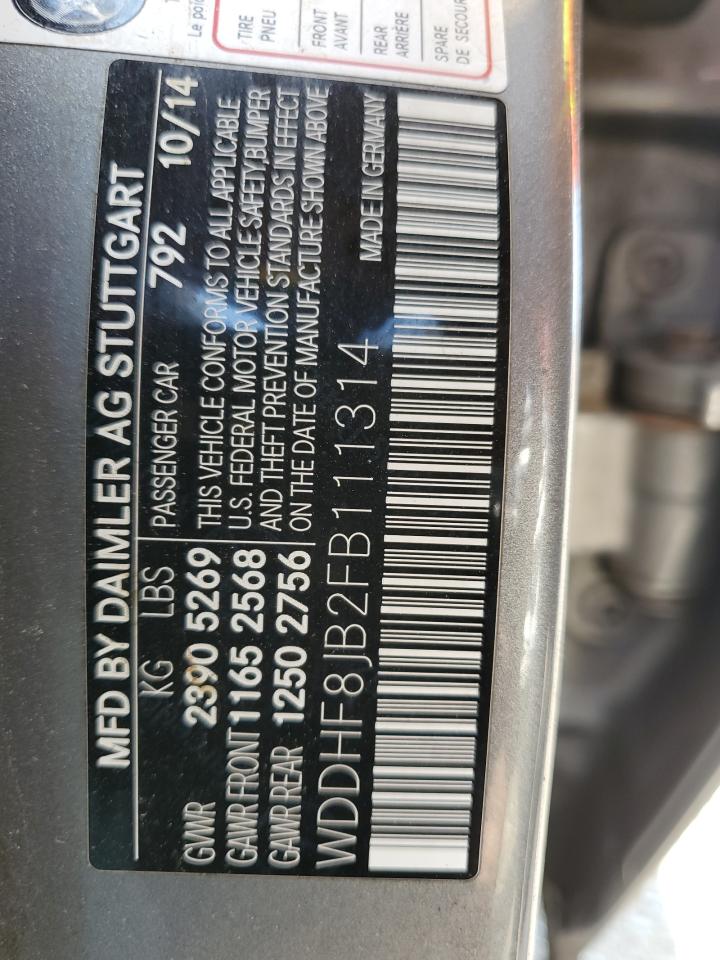 Le
TIRE
PNEU
FRONT
AVANT
REAR
ARRIÈRE
SPARE
DE SECOUR
MFD BY DAIMLER AG STUTTGART
KG LBS PASSENGER CAR 792 10/14
GVWR 2390 5269 THIS VEHICLE CONFORMS TO ALL APPLICABLE
GAWR FRONT 1165 2568 U.S. FEDERAL MOTOR VEHICLE SAFETY,BUMPER
GAWR REAR 1250 2756 AND THEFT PREVENTION STANDARDS IN EFFECT
ON THE DATE OF MANUFACTURE SHOWN ABOVE
WDDHF8JB2FB111314 MADE IN GERMANY